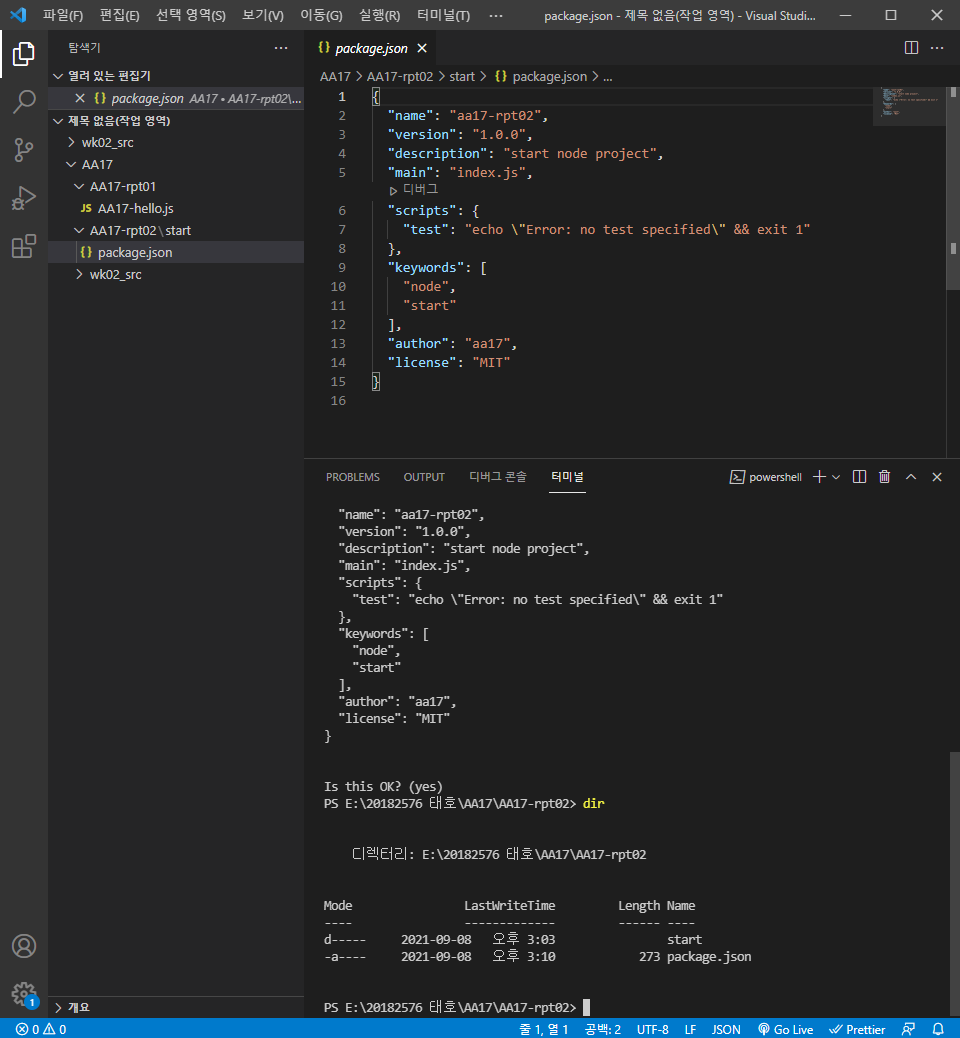 파일(F) 편집(E) 선택 영역(S) 보기(V) 이동(G) 실행(R) 터미널(T) ··· package.json - 제목 없음(작업 영역) - Visual Studi...
탐색기 ···
열려 있는 편집기
{} package.json AA17 • AA17-rpt02\...
제목 없음(작업 영역)
wk02_src
AA17
AA17-rpt01
JS AA17-hello.js
AA17-rpt02\start
{} package.json
wk02_src
개요
{} package.json
AA17 > AA17-rpt02 > start > {} package.json > ...
1 {
2 "name": "aa17-rpt02",
3 "version": "1.0.0",
4 "description": "start node project",
5 "main": "index.js",
디버그
6 "scripts": {
7 "test": "echo \"Error: no test specified\" && exit 1"
8 },
9 "keywords": [
10 "node",
11 "start"
12 ],
13 "author": "aa17",
14 "license": "MIT"
15 }
16
PROBLEMS OUTPUT 디버그 콘솔 터미널 powershell
"name": "aa17-rpt02",
"version": "1.0.0",
"description": "start node project",
"main": "index.js",
"scripts": {
"test": "echo \"Error: no test specified\" && exit 1"
},
"keywords": [
"node",
"start"
],
"author": "aa17",
"license": "MIT"
}
Is this OK? (yes)
PS E:\20182576 태호\AA17\AA17-rpt02> dir
디렉터리: E:\20182576 태호\AA17\AA17-rpt02
Mode LastWriteTime Length Name
---- ------------- ------ ----
d----- 2021-09-08 오후 3:03 start
-a---- 2021-09-08 오후 3:10 273 package.json
PS E:\20182576 태호\AA17\AA17-rpt02>
1
0 0 줄 1, 열 1 공백: 2 UTF-8 LF JSON Go Live Prettier